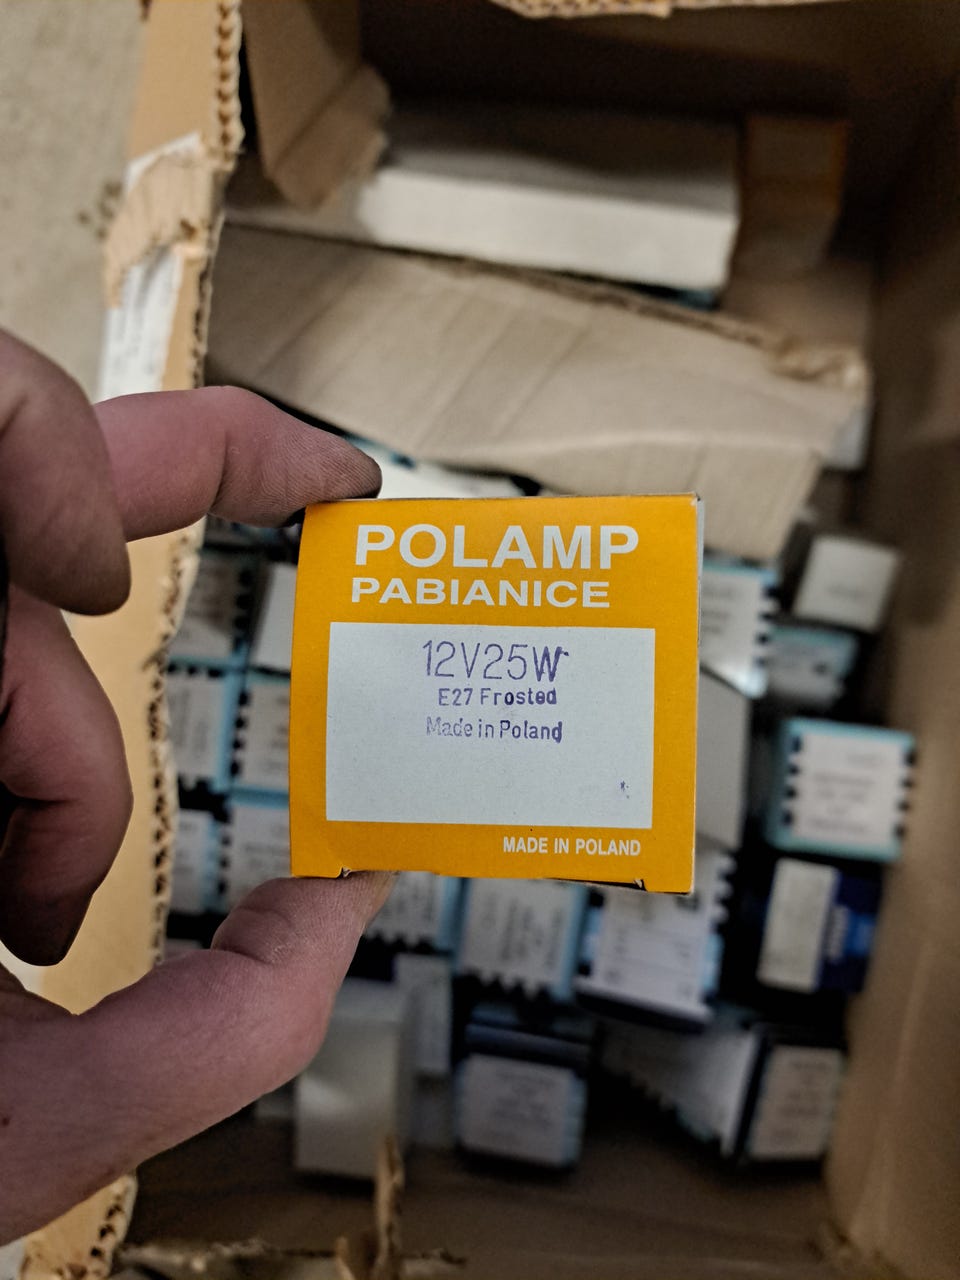 POLAMP
PABIANICE
12V25W
E27 Frosted
Made in Poland
MADE IN POLAND